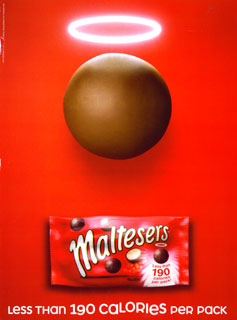 Maltesers
less than
190
calories
per pack
LESS THAN 190 CALORIES PER PACK